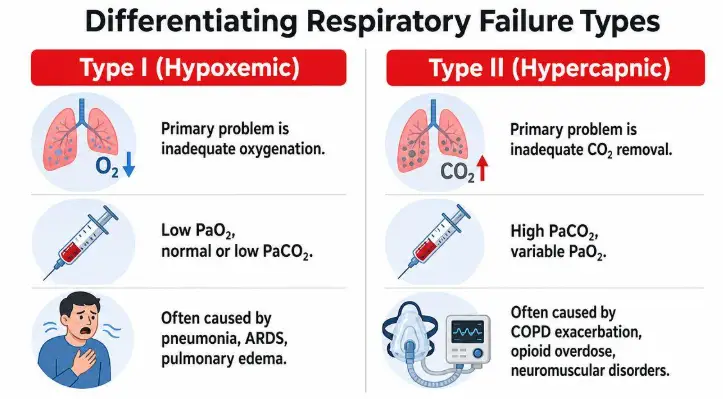 Differentiating Respiratory Failure Types
Type I (Hypoxemic)
O₂
Primary problem is
inadequate oxygenation.
Low PaO₂,
normal or low PaCO₂.
Often caused by
pneumonia, ARDS,
pulmonary edema.
Type II (Hypercapnic)
CO₂
Primary problem is
inadequate CO₂ removal.
High PaCO₂,
variable PaO₂.
Often caused by
COPD exacerbation,
opioid overdose,
neuromuscular disorders.